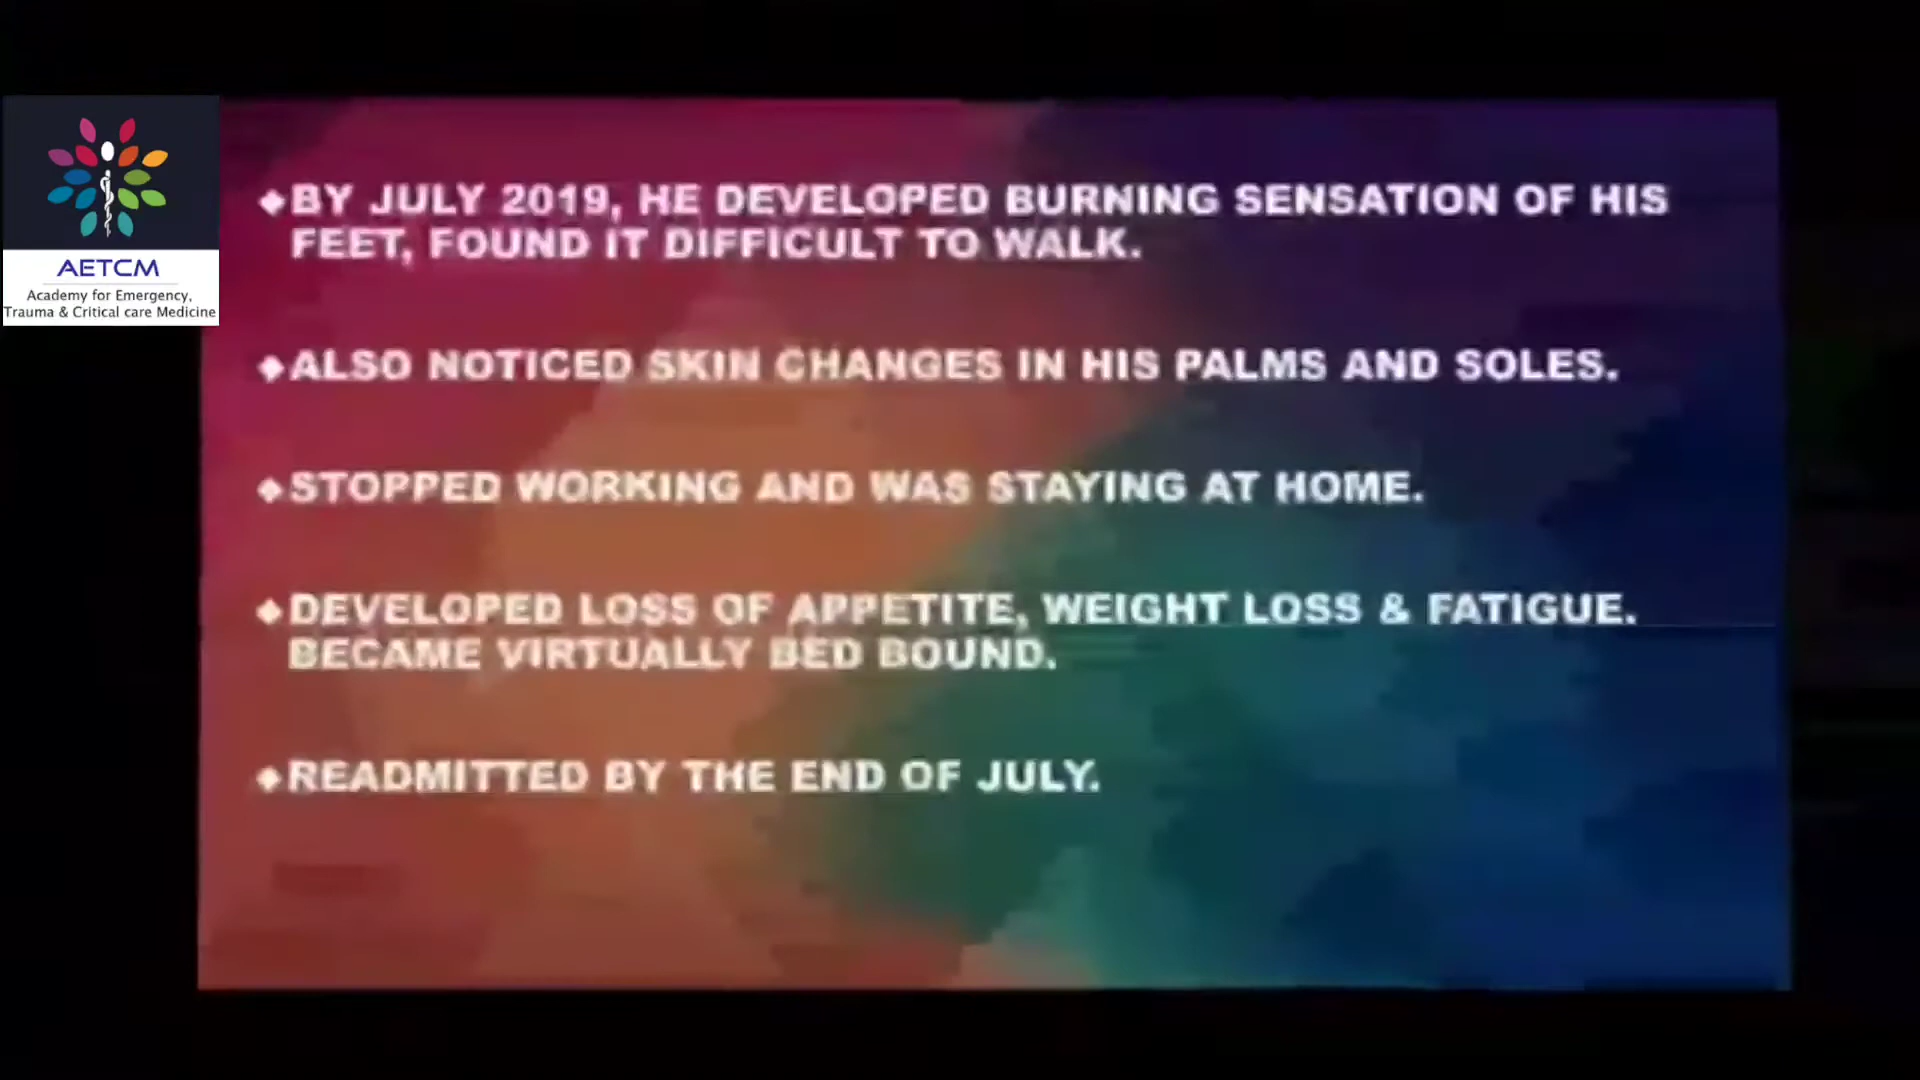 AETCM
Academy for Emergency,
Trauma & Critical care Medicine
◆BY JULY 2019, HE DEVELOPED BURNING SENSATION OF HIS
FEET, FOUND IT DIFFICULT TO WALK.
◆ALSO NOTICED SKIN CHANGES IN HIS PALMS AND SOLES.
◆STOPPED WORKING AND WAS STAYING AT HOME.
◆DEVELOPED LOSS OF APPETITE, WEIGHT LOSS & FATIGUE.
BECAME VIRTUALLY BED BOUND.
◆READMITTED BY THE END OF JULY.